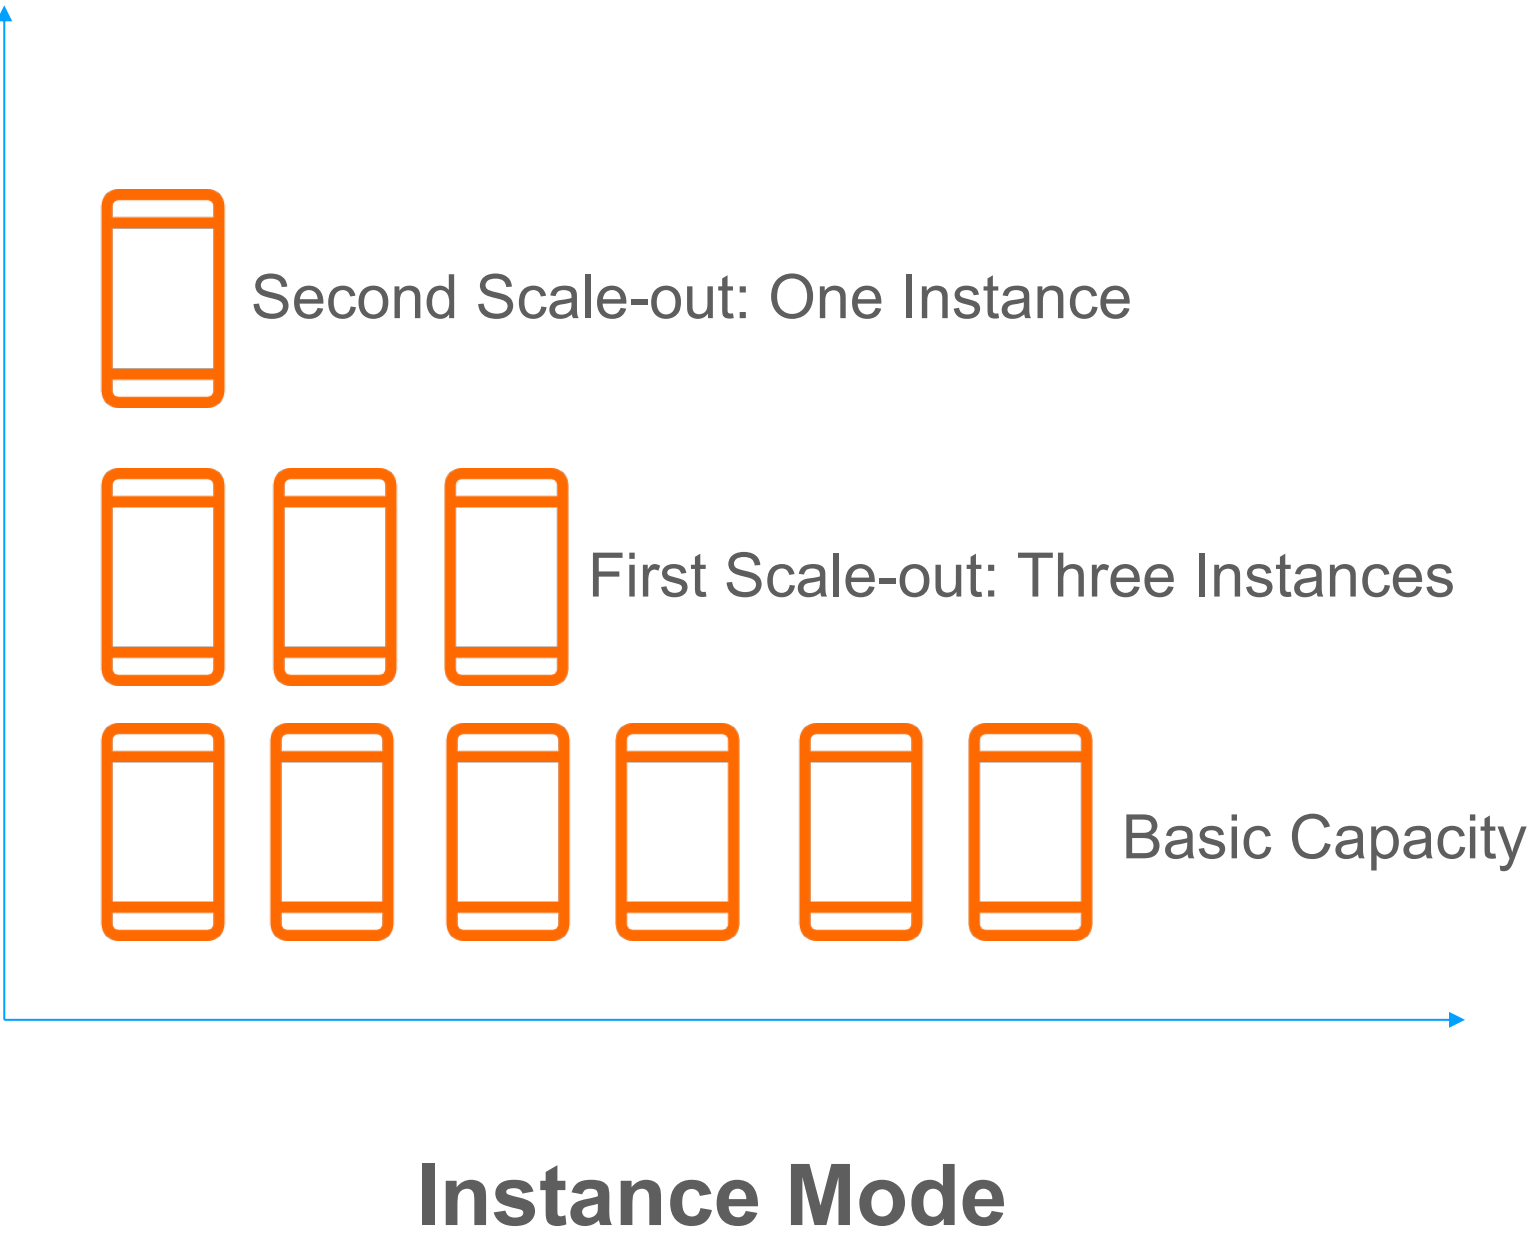 Second Scale-out: One Instance
First Scale-out: Three Instances
Basic Capacity
Instance Mode